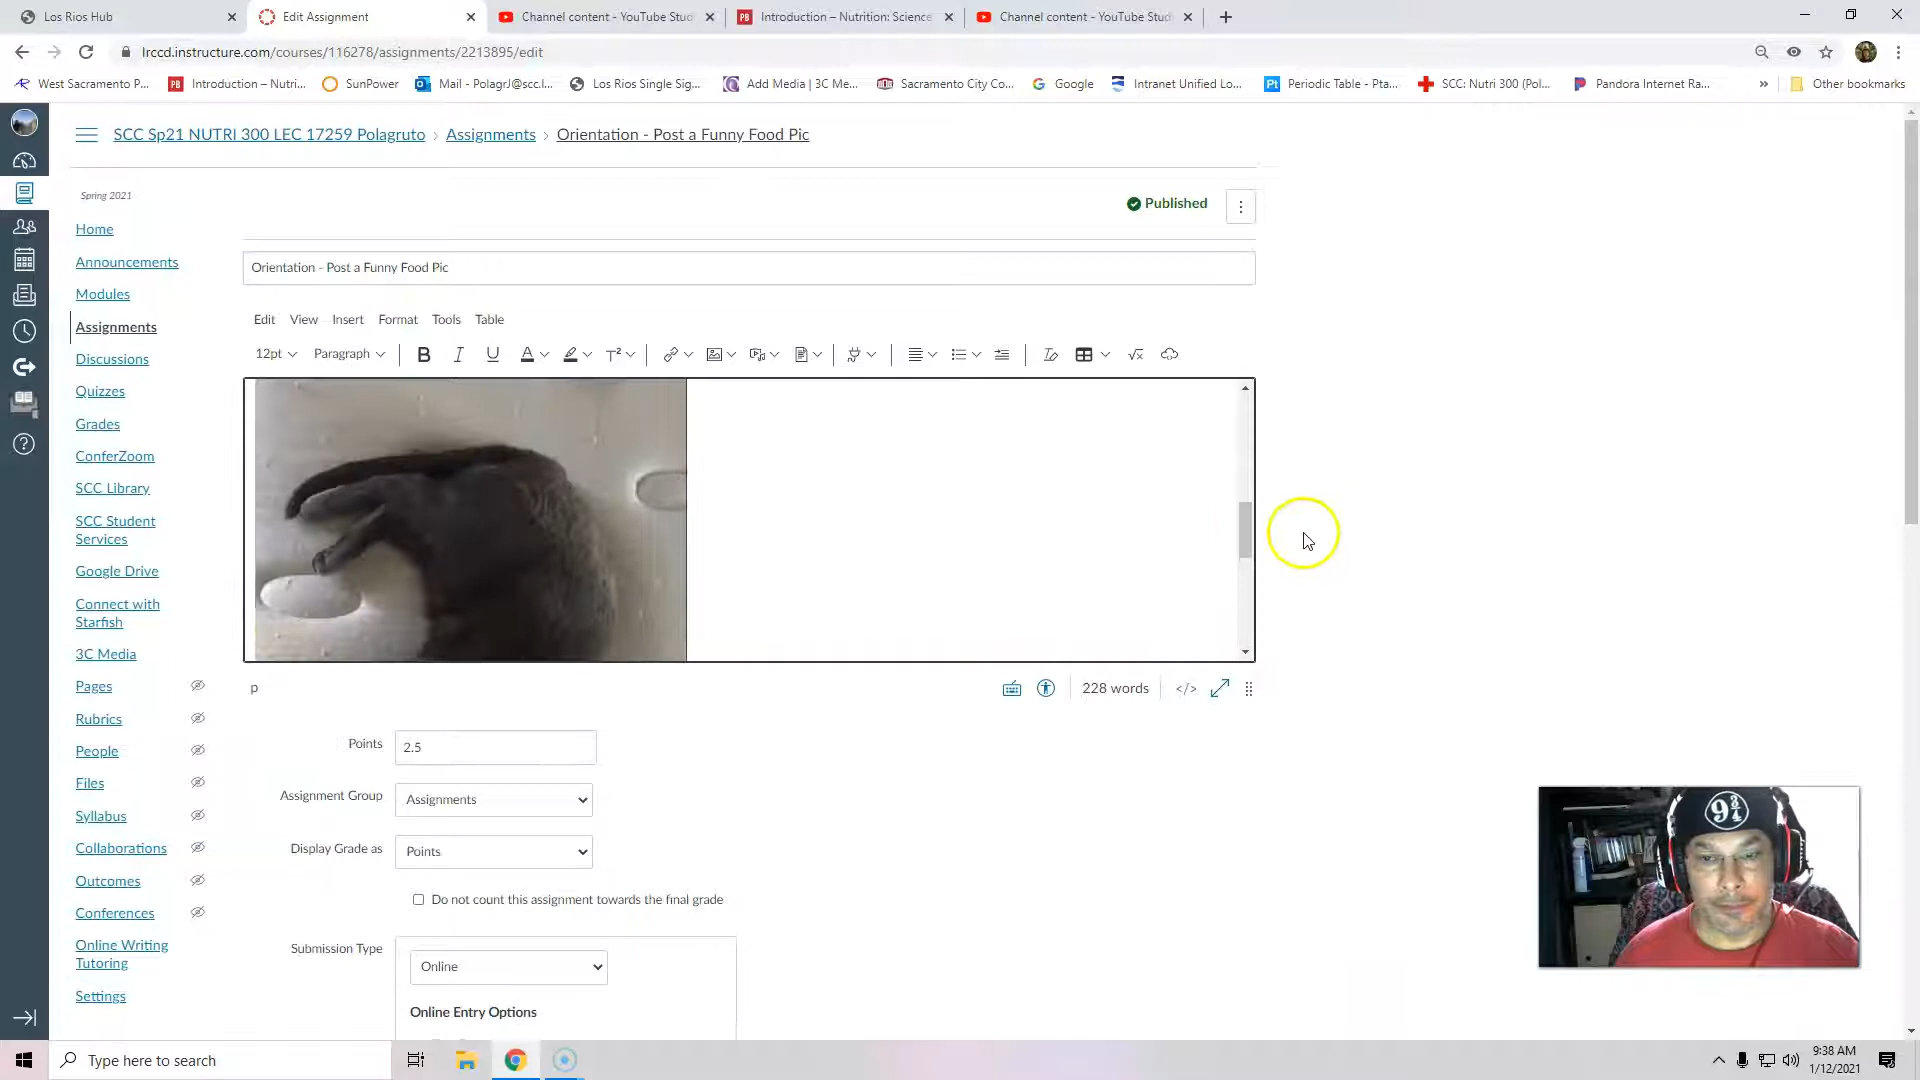 Los Rios Hub
Edit Assignment
Channel content - YouTube Stud
Introduction – Nutrition: Science
Channel content - YouTube Stud
lrccd.instructure.com/courses/116278/assignments/2213895/edit
West Sacramento P...
Introduction – Nutri...
SunPower
Mail - PolagrJ@scc.l...
Los Rios Single Sig...
Add Media | 3C Me...
Sacramento City Co...
Google
Intranet Unified Lo...
Periodic Table - Pta...
SCC: Nutri 300 (Pol...
Pandora Internet Ra...
Other bookmarks
SCC Sp21 NUTRI 300 LEC 17259 Polagruto › Assignments › Orientation - Post a Funny Food Pic
Spring 2021
Published
Home
Announcements
Modules
Assignments
Discussions
Quizzes
Grades
ConferZoom
SCC Library
SCC Student
Services
Google Drive
Connect with
Starfish
3C Media
Pages
Rubrics
People
Files
Syllabus
Collaborations
Outcomes
Conferences
Online Writing
Tutoring
Settings
Orientation - Post a Funny Food Pic
Edit View Insert Format Tools Table
12pt Paragraph B I U A T²
p
228 words </>
Points 2.5
Assignment Group Assignments
Display Grade as Points
Do not count this assignment towards the final grade
Submission Type Online
Online Entry Options
9 3/4
Type here to search
9:38 AM
1/12/2021